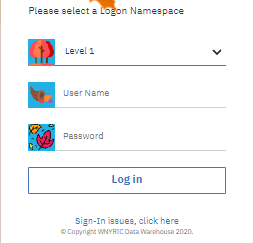 Please select a Logon Namespace
Level 1
User Name
Password
Log in
Sign-In issues, click here
© Copyright WNYRIC Data Warehouse 2020.